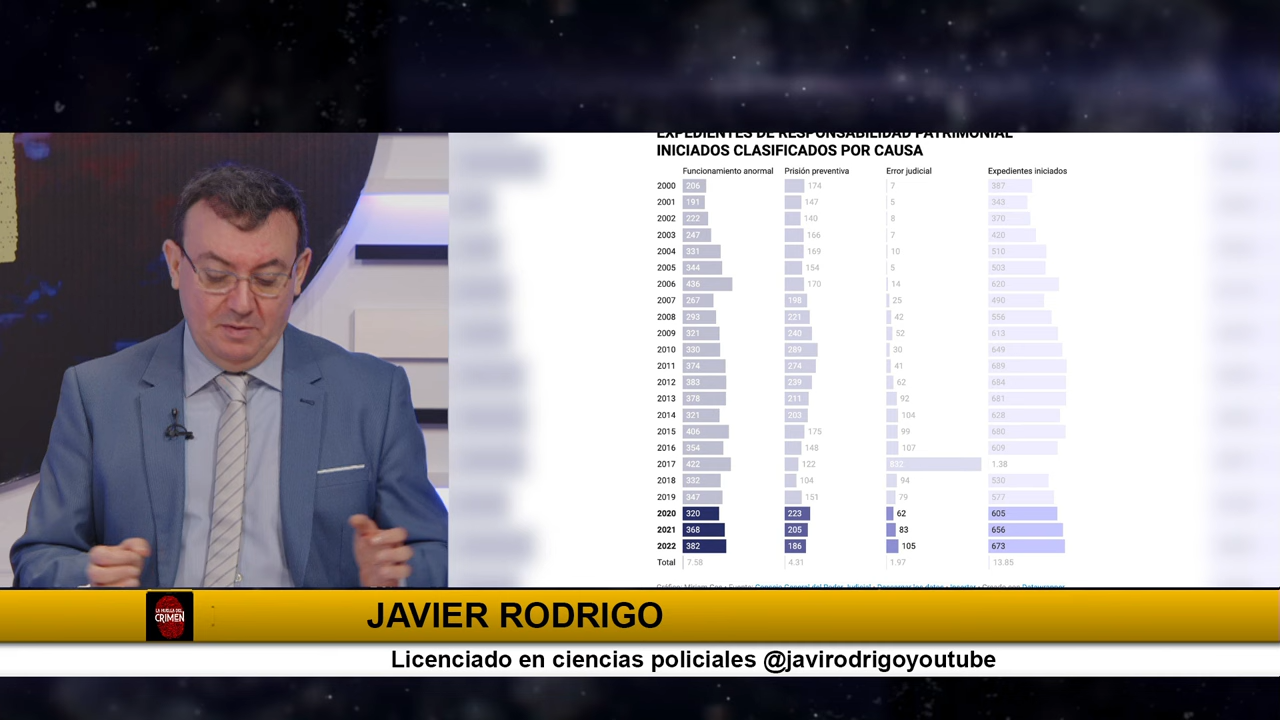 EXPEDIENTES DE RESPONSABILIDAD PATRIMONIAL
INICIADOS CLASIFICADOS POR CAUSA
Funcionamiento anormal Prisión preventiva Error judicial Expedientes iniciados
2000 206 174 7 387
2001 191 147 5 343
2002 222 140 8 370
2003 247 166 7 420
2004 331 169 10 510
2005 344 154 5 503
2006 436 170 14 620
2007 267 198 25 490
2008 293 221 42 556
2009 321 240 52 613
2010 330 289 30 649
2011 374 274 41 689
2012 383 239 62 684
2013 378 211 92 681
2014 321 203 104 628
2015 406 175 99 680
2016 354 148 107 609
2017 422 122 832 1.38
2018 332 104 94 530
2019 347 151 79 577
2020 320 223 62 605
2021 368 205 83 656
2022 382 186 105 673
Total 7.58 4.31 1.97 13.85
LA HUELLA DEL
CRIMEN
JAVIER RODRIGO
Licenciado en ciencias policiales @javirodrigoyoutube